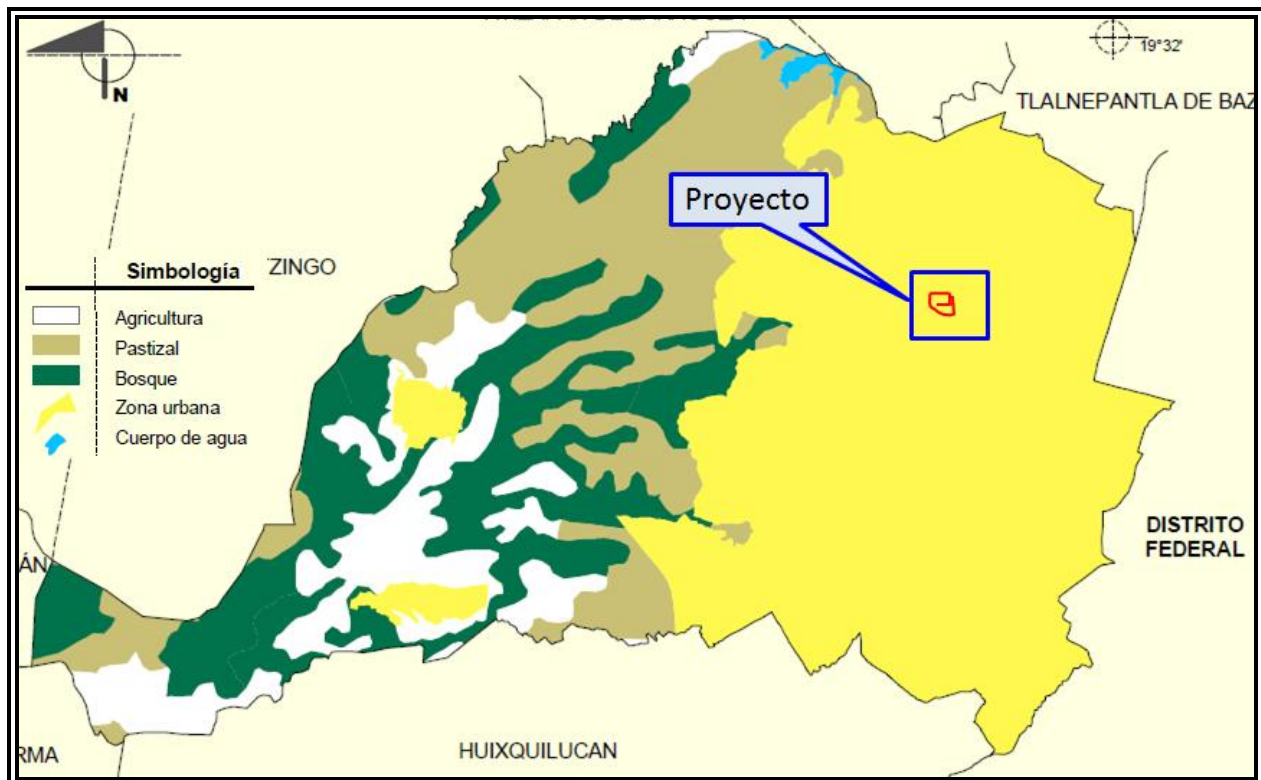 19°32'
N
TLALNEPANTLA DE BAZ
Proyecto
Simbología
ZINGO
Agricultura
Pastizal
Bosque
Zona urbana
Cuerpo de agua
DISTRITO
FEDERAL
ÁN
HUIXQUILUCAN
RMA